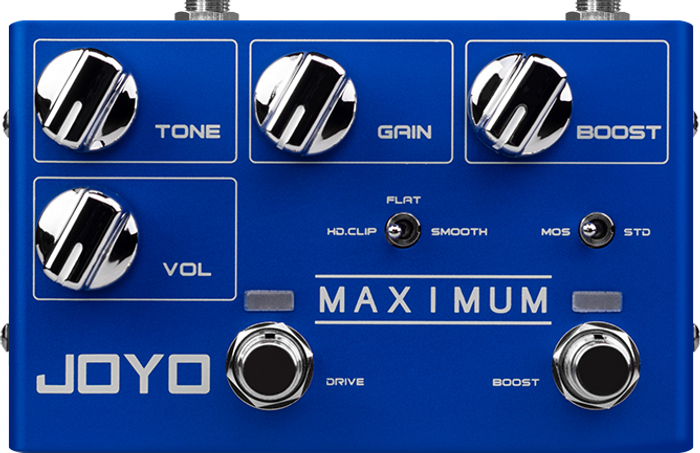 TONE
GAIN
BOOST
VOL
FLAT
HD.CLIP
SMOOTH
MOS
STD
MAXIMUM
JOYO
DRIVE
BOOST